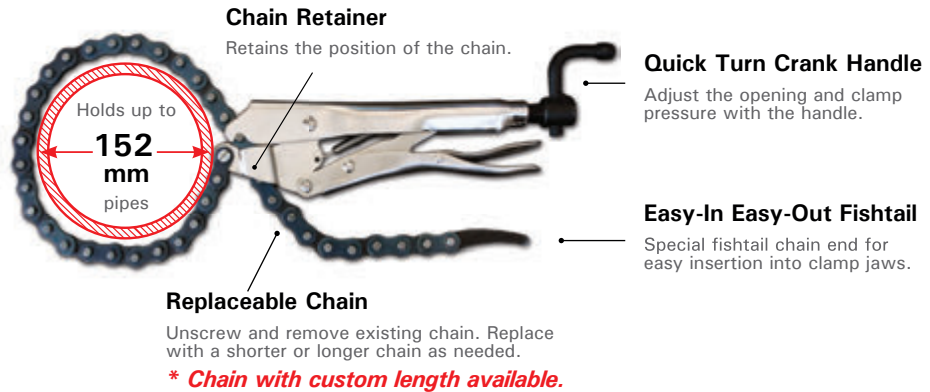 Chain Retainer
Retains the position of the chain.
Quick Turn Crank Handle
Adjust the opening and clamp
pressure with the handle.
Holds up to
152
mm
pipes
Easy-In Easy-Out Fishtail
Special fishtail chain end for
easy insertion into clamp jaws.
Replaceable Chain
Unscrew and remove existing chain. Replace
with a shorter or longer chain as needed.
* Chain with custom length available.